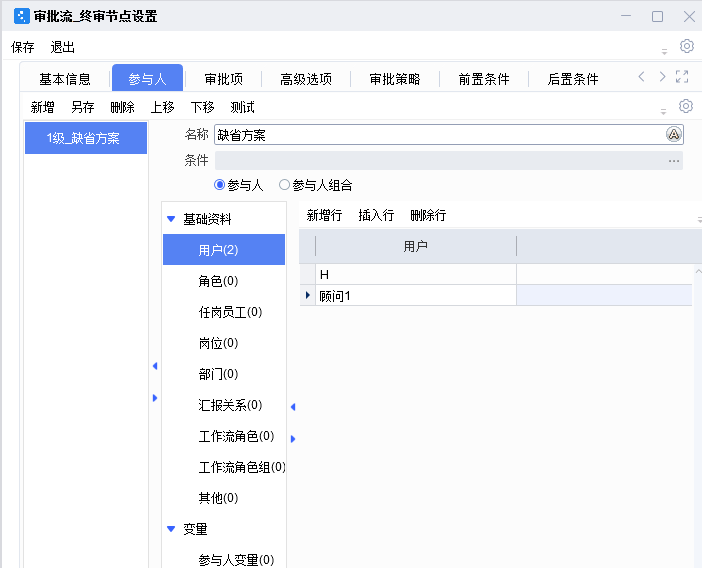 审批流_终审节点设置
保存 退出
基本信息 参与人 审批项 高级选项 审批策略 前置条件 后置条件
新增 另存 删除 上移 下移 测试
1级_缺省方案
名称 缺省方案
条件
参与人 参与人组合
基础资料
用户(2)
角色(0)
任岗员工(0)
岗位(0)
部门(0)
汇报关系(0)
工作流角色(0)
工作流角色组(0)
其他(0)
变量
参与人变量(0)
新增行 插入行 删除行
用户
H
顾问1